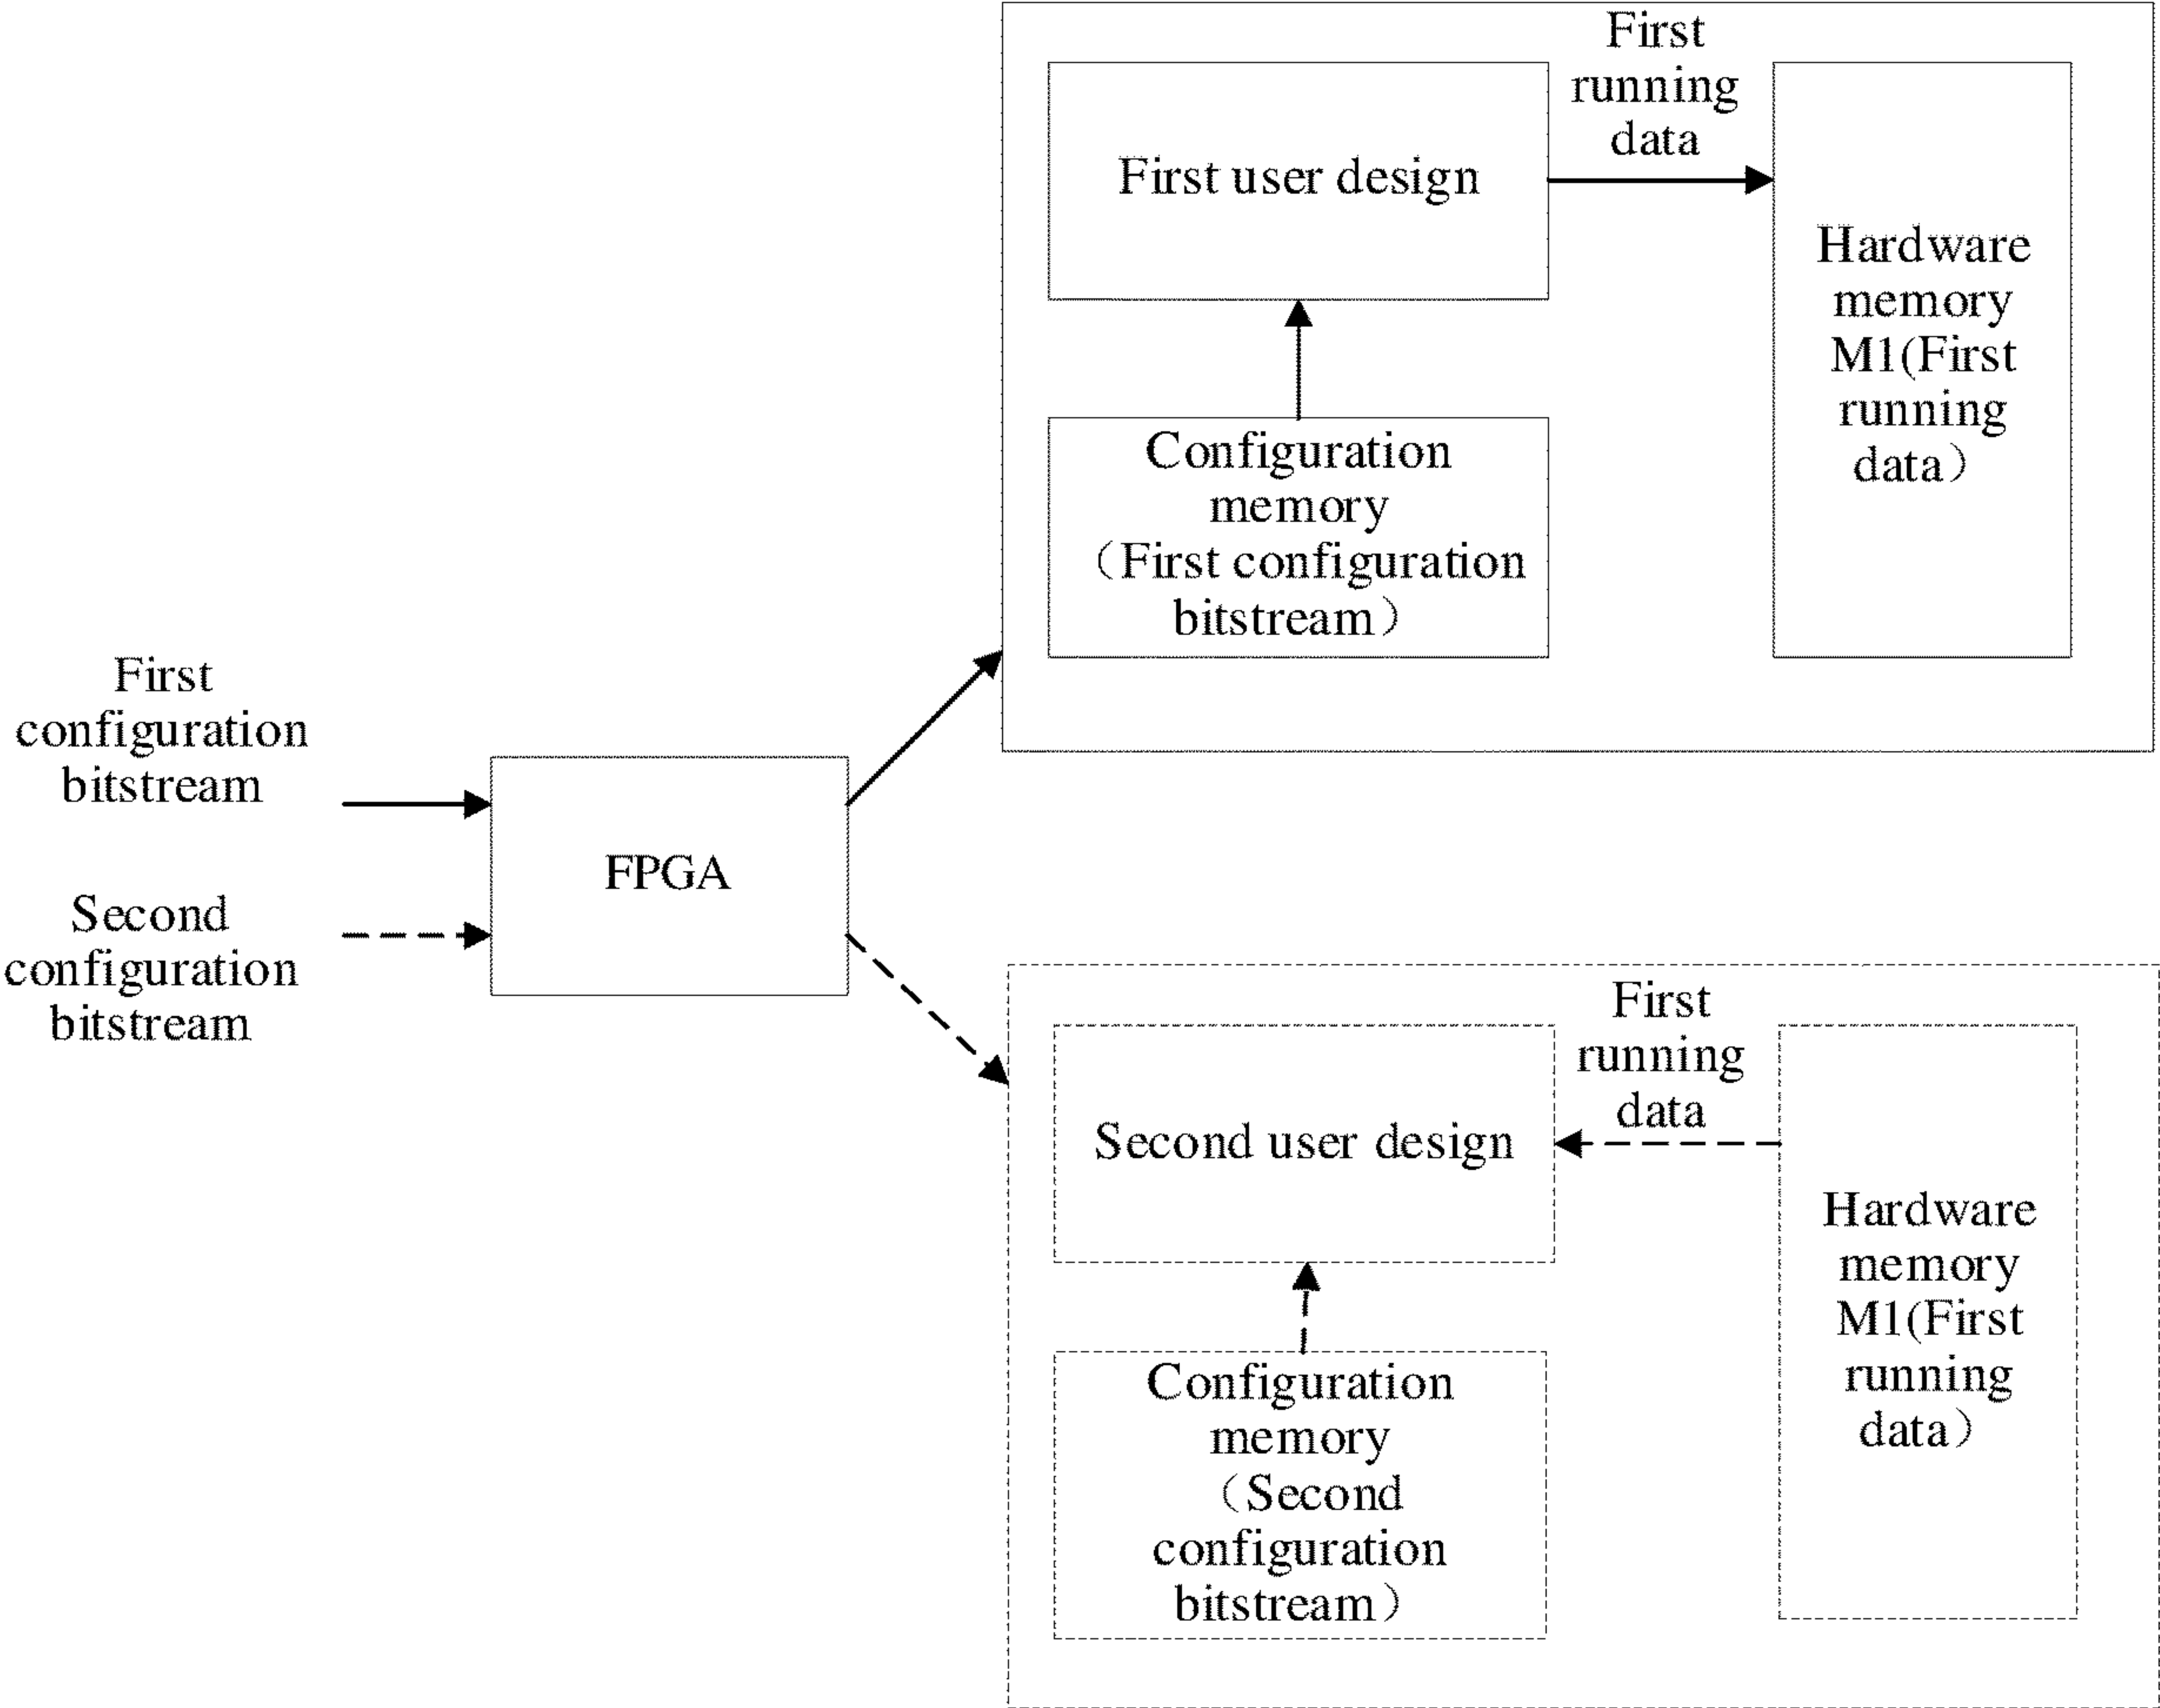 First
running
data
First user design
Hardware
memory
M1(First
running
data）
Configuration
memory
（First configuration
bitstream）
First
configuration
bitstream
FPGA
Second
configuration
bitstream
First
running
data
Second user design
Hardware
memory
M1(First
running
data）
Configuration
memory
（Second
configuration
bitstream）